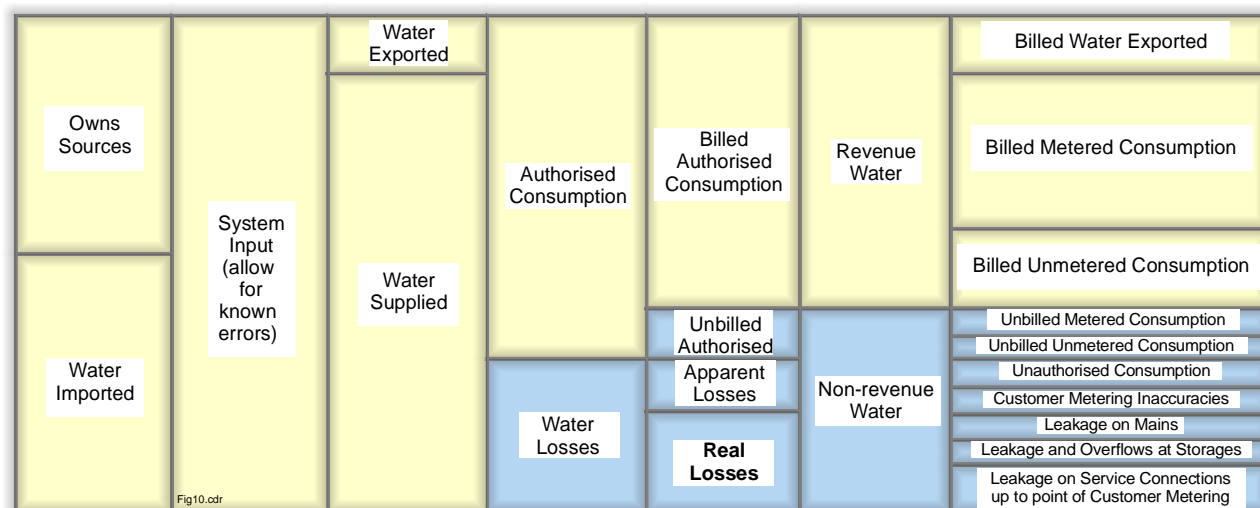 Owns
Sources
Water
Imported
System
Input
(allow
for
known
errors)
Fig10.cdr
Water
Exported
Water
Supplied
Authorised
Consumption
Water
Losses
Billed
Authorised
Consumption
Unbilled
Authorised
Apparent
Losses
Real
Losses
Revenue
Water
Non-revenue
Water
Billed Water Exported
Billed Metered Consumption
Billed Unmetered Consumption
Unbilled Metered Consumption
Unbilled Unmetered Consumption
Unauthorised Consumption
Customer Metering Inaccuracies
Leakage on Mains
Leakage and Overflows at Storages
Leakage on Service Connections
up to point of Customer Metering